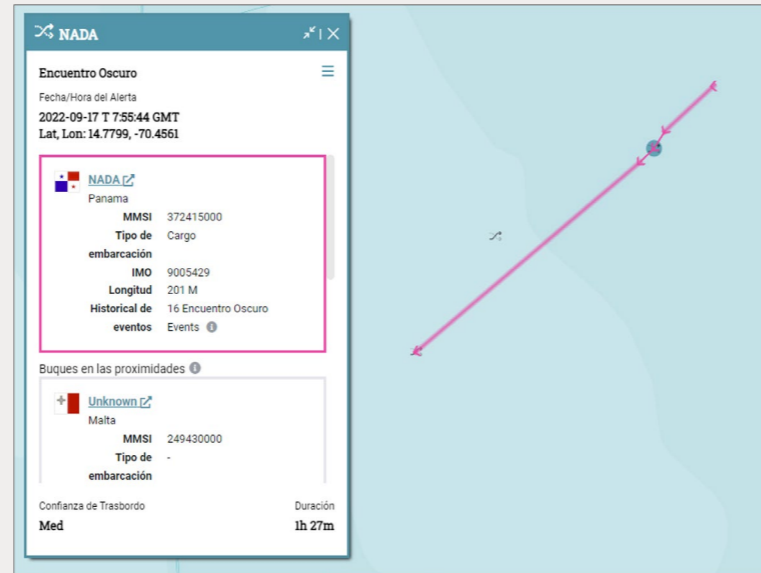 NADA
Encuentro Oscuro
Fecha/Hora del Alerta
2022-09-17 T 7:55:44 GMT
Lat, Lon: 14.7799, -70.4561
NADA
Panama
MMSI 372415000
Tipo de Cargo
embarcación
IMO 9005429
Longitud 201 M
Historical de 16 Encuentro Oscuro
eventos Events
Buques en las proximidades
Unknown
Malta
MMSI 249430000
Tipo de -
embarcación
Confianza de Trasbordo Duración
Med 1h 27m